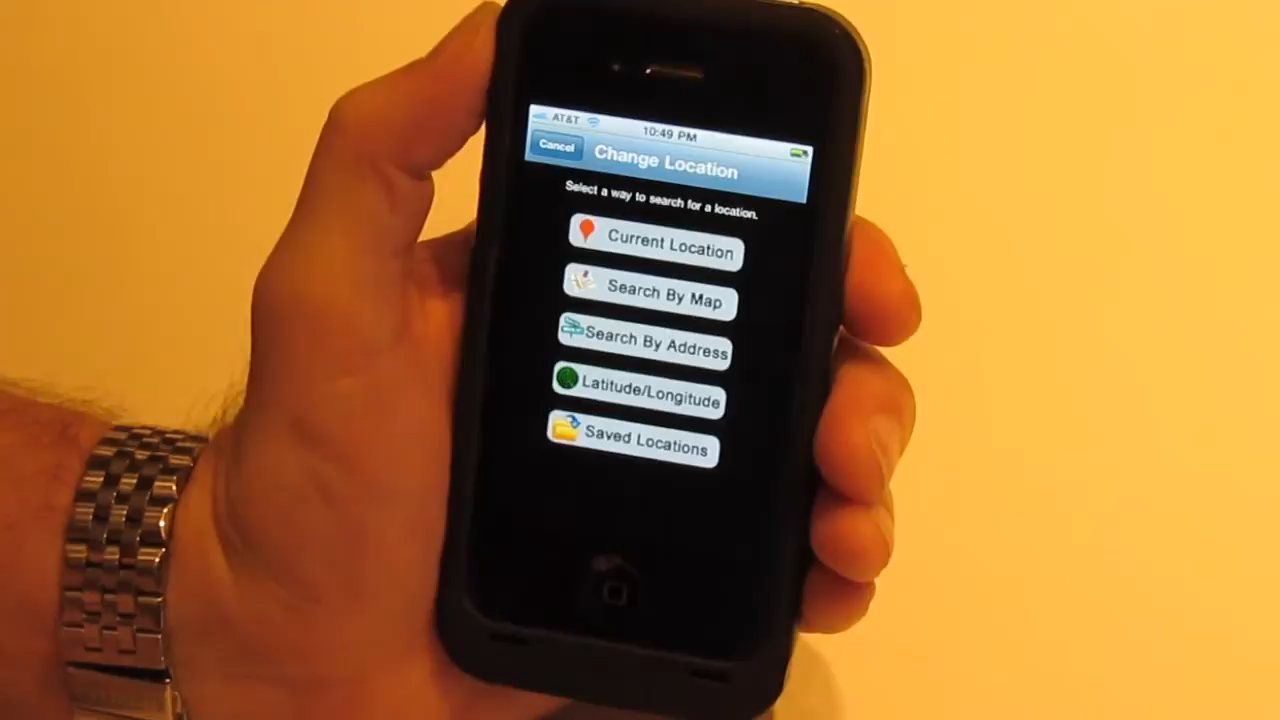 AT&T
10:49 PM
Cancel
Change Location
Select a way to search for a location.
Current Location
Search By Map
Search By Address
Latitude/Longitude
Saved Locations